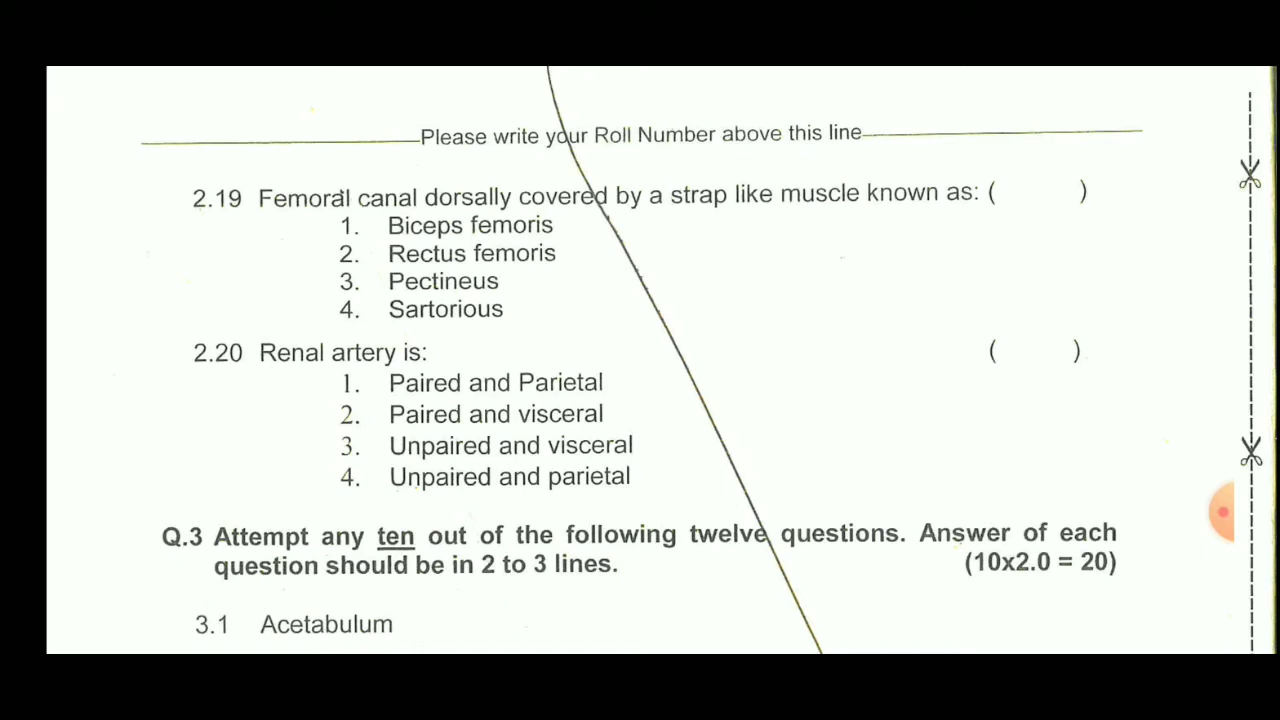 Please write your Roll Number above this line
2.19 Femoral canal dorsally covered by a strap like muscle known as: ( )
1. Biceps femoris
2. Rectus femoris
3. Pectineus
4. Sartorious
2.20 Renal artery is: ( )
1. Paired and Parietal
2. Paired and visceral
3. Unpaired and visceral
4. Unpaired and parietal
Q.3 Attempt any ten out of the following twelve questions. Answer of each
question should be in 2 to 3 lines. (10x2.0 = 20)
3.1 Acetabulum